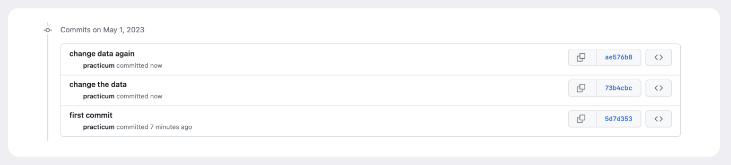 Commits on May 1, 2023
change data again
practicum committed now
ae576b8
change the data
practicum committed now
73b4cbc
first commit
practicum committed 7 minutes ago
5d7d353